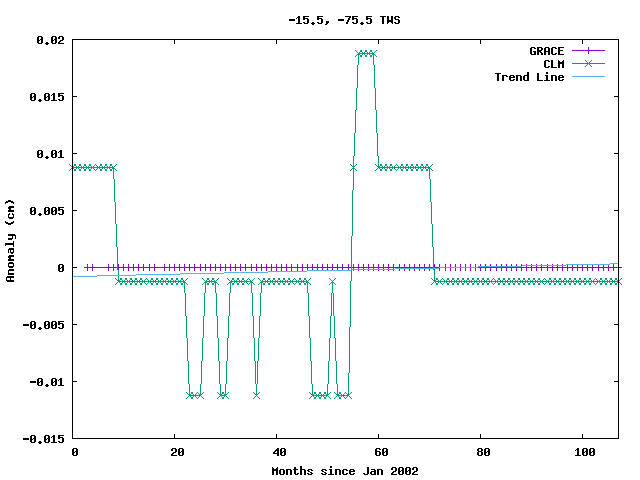 -15.5, -75.5 TWS
GRACE
CLM
Trend Line
0.02
0.015
0.01
0.005
0
-0.005
-0.01
-0.015
Anomaly (cm)
0 20 40 60 80 100
Months since Jan 2002